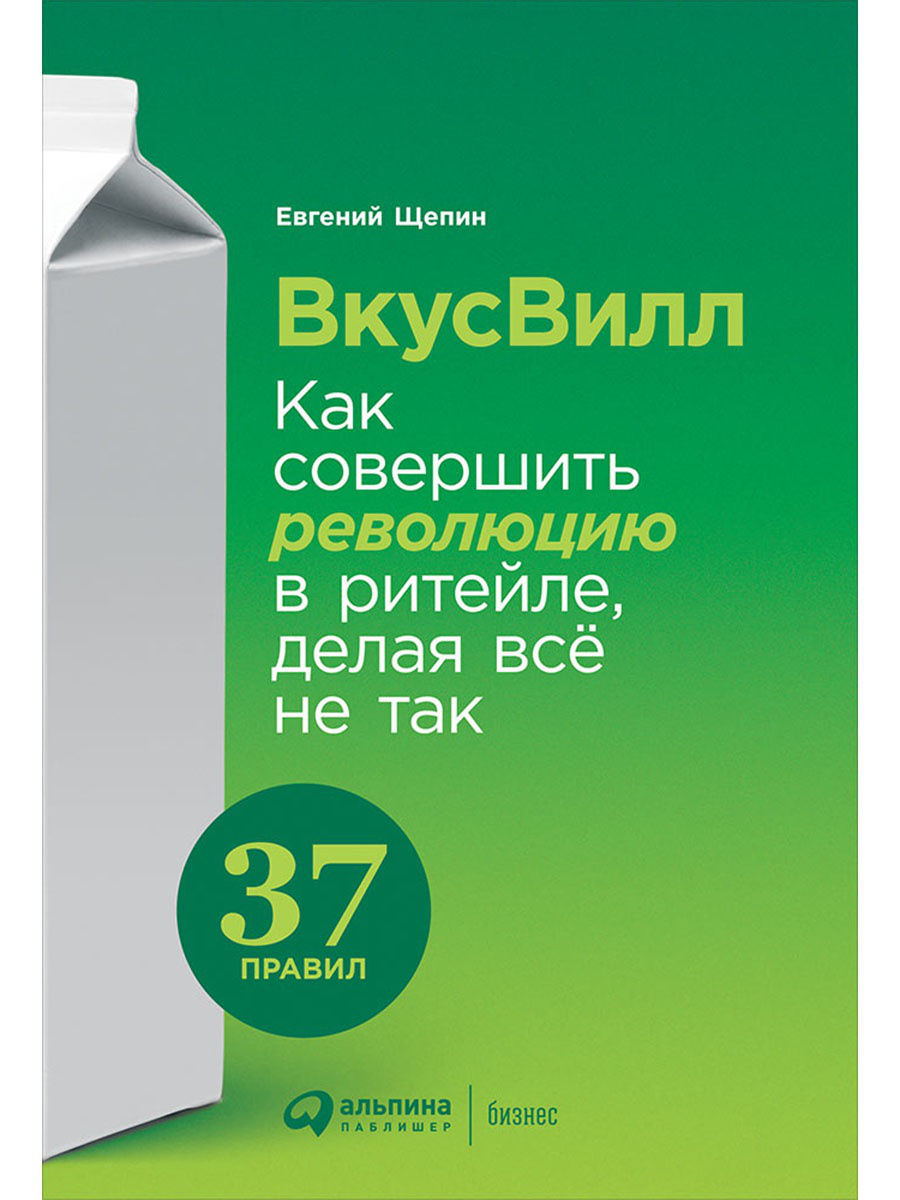 Евгений Щепин
ВкусВилл
Как
совершить
революцию
в ритейле,
делая всё
не так
37
ПРАВИЛ
альпина
ПАБЛИШЕР
бизнес